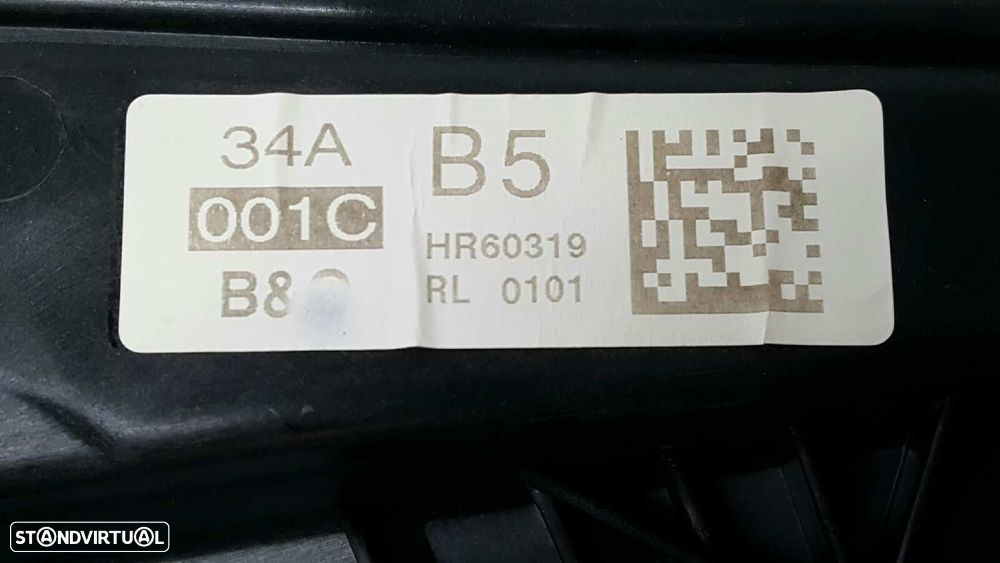 34A
001C
B5
HR60319
RL 0101
STANDVIRTUAL